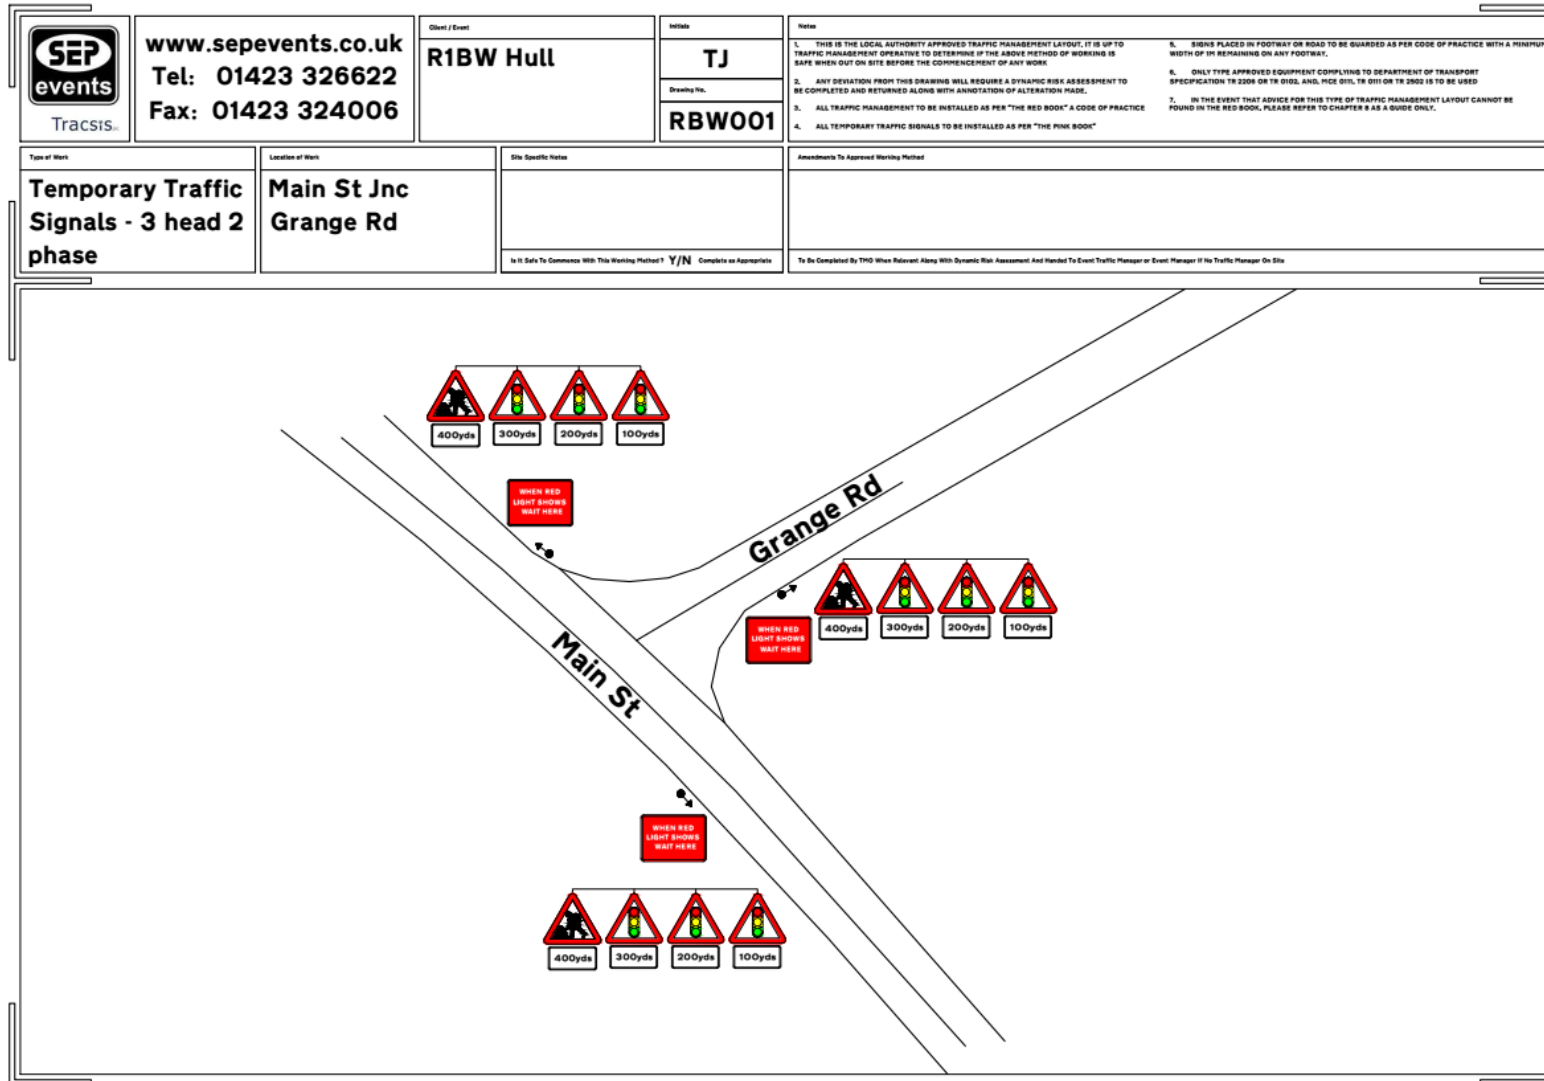 SEP
events
Tracsis
www.sepevents.co.uk
Tel: 01423 326622
Fax: 01423 324006
Client / Event
R1BW Hull
Initials
TJ
Drawing No.
RBW001
Notes
1. THIS IS THE LOCAL AUTHORITY APPROVED TRAFFIC MANAGEMENT LAYOUT, IT IS UP TO
TRAFFIC MANAGEMENT OPERATIVE TO DETERMINE IF THE ABOVE METHOD OF WORKING IS
SAFE WHEN OUT ON SITE BEFORE THE COMMENCEMENT OF ANY WORK
2. ANY DEVIATION FROM THIS DRAWING WILL REQUIRE A DYNAMIC RISK ASSESSMENT TO
BE COMPLETED AND RETURNED ALONG WITH ANNOTATION OF ALTERATION MADE.
3. ALL TRAFFIC MANAGEMENT TO BE INSTALLED AS PER "THE RED BOOK" A CODE OF PRACTICE
4. ALL TEMPORARY TRAFFIC SIGNALS TO BE INSTALLED AS PER "THE PINK BOOK"
5. SIGNS PLACED IN FOOTWAY OR ROAD TO BE GUARDED AS PER CODE OF PRACTICE WITH A MINIMUM
WIDTH OF 1M REMAINING ON ANY FOOTWAY.
6. ONLY TYPE APPROVED EQUIPMENT COMPLYING TO DEPARTMENT OF TRANSPORT
SPECIFICATION TR 2206 OR TR 0102, AND, MCE 0111, TR 0111 OR TR 2502 IS TO BE USED
7. IN THE EVENT THAT ADVICE FOR THIS TYPE OF TRAFFIC MANAGEMENT LAYOUT CANNOT BE
FOUND IN THE RED BOOK, PLEASE REFER TO CHAPTER 8 AS A GUIDE ONLY.
Type of Work
Temporary Traffic
Signals - 3 head 2
phase
Location of Work
Main St Jnc
Grange Rd
Site Specific Notes
Is It Safe To Commence With This Working Method? Y/N Complete as Appropriate
Amendments To Approved Working Method
To Be Completed By TMO When Relevant Along With Dynamic Risk Assessment And Handed To Event Traffic Manager or Event Manager If No Traffic Manager On Site
400yds 300yds 200yds 100yds
WHEN RED
LIGHT SHOWS
WAIT HERE
Grange Rd
400yds 300yds 200yds 100yds
WHEN RED
LIGHT SHOWS
WAIT HERE
Main St
WHEN RED
LIGHT SHOWS
WAIT HERE
400yds 300yds 200yds 100yds